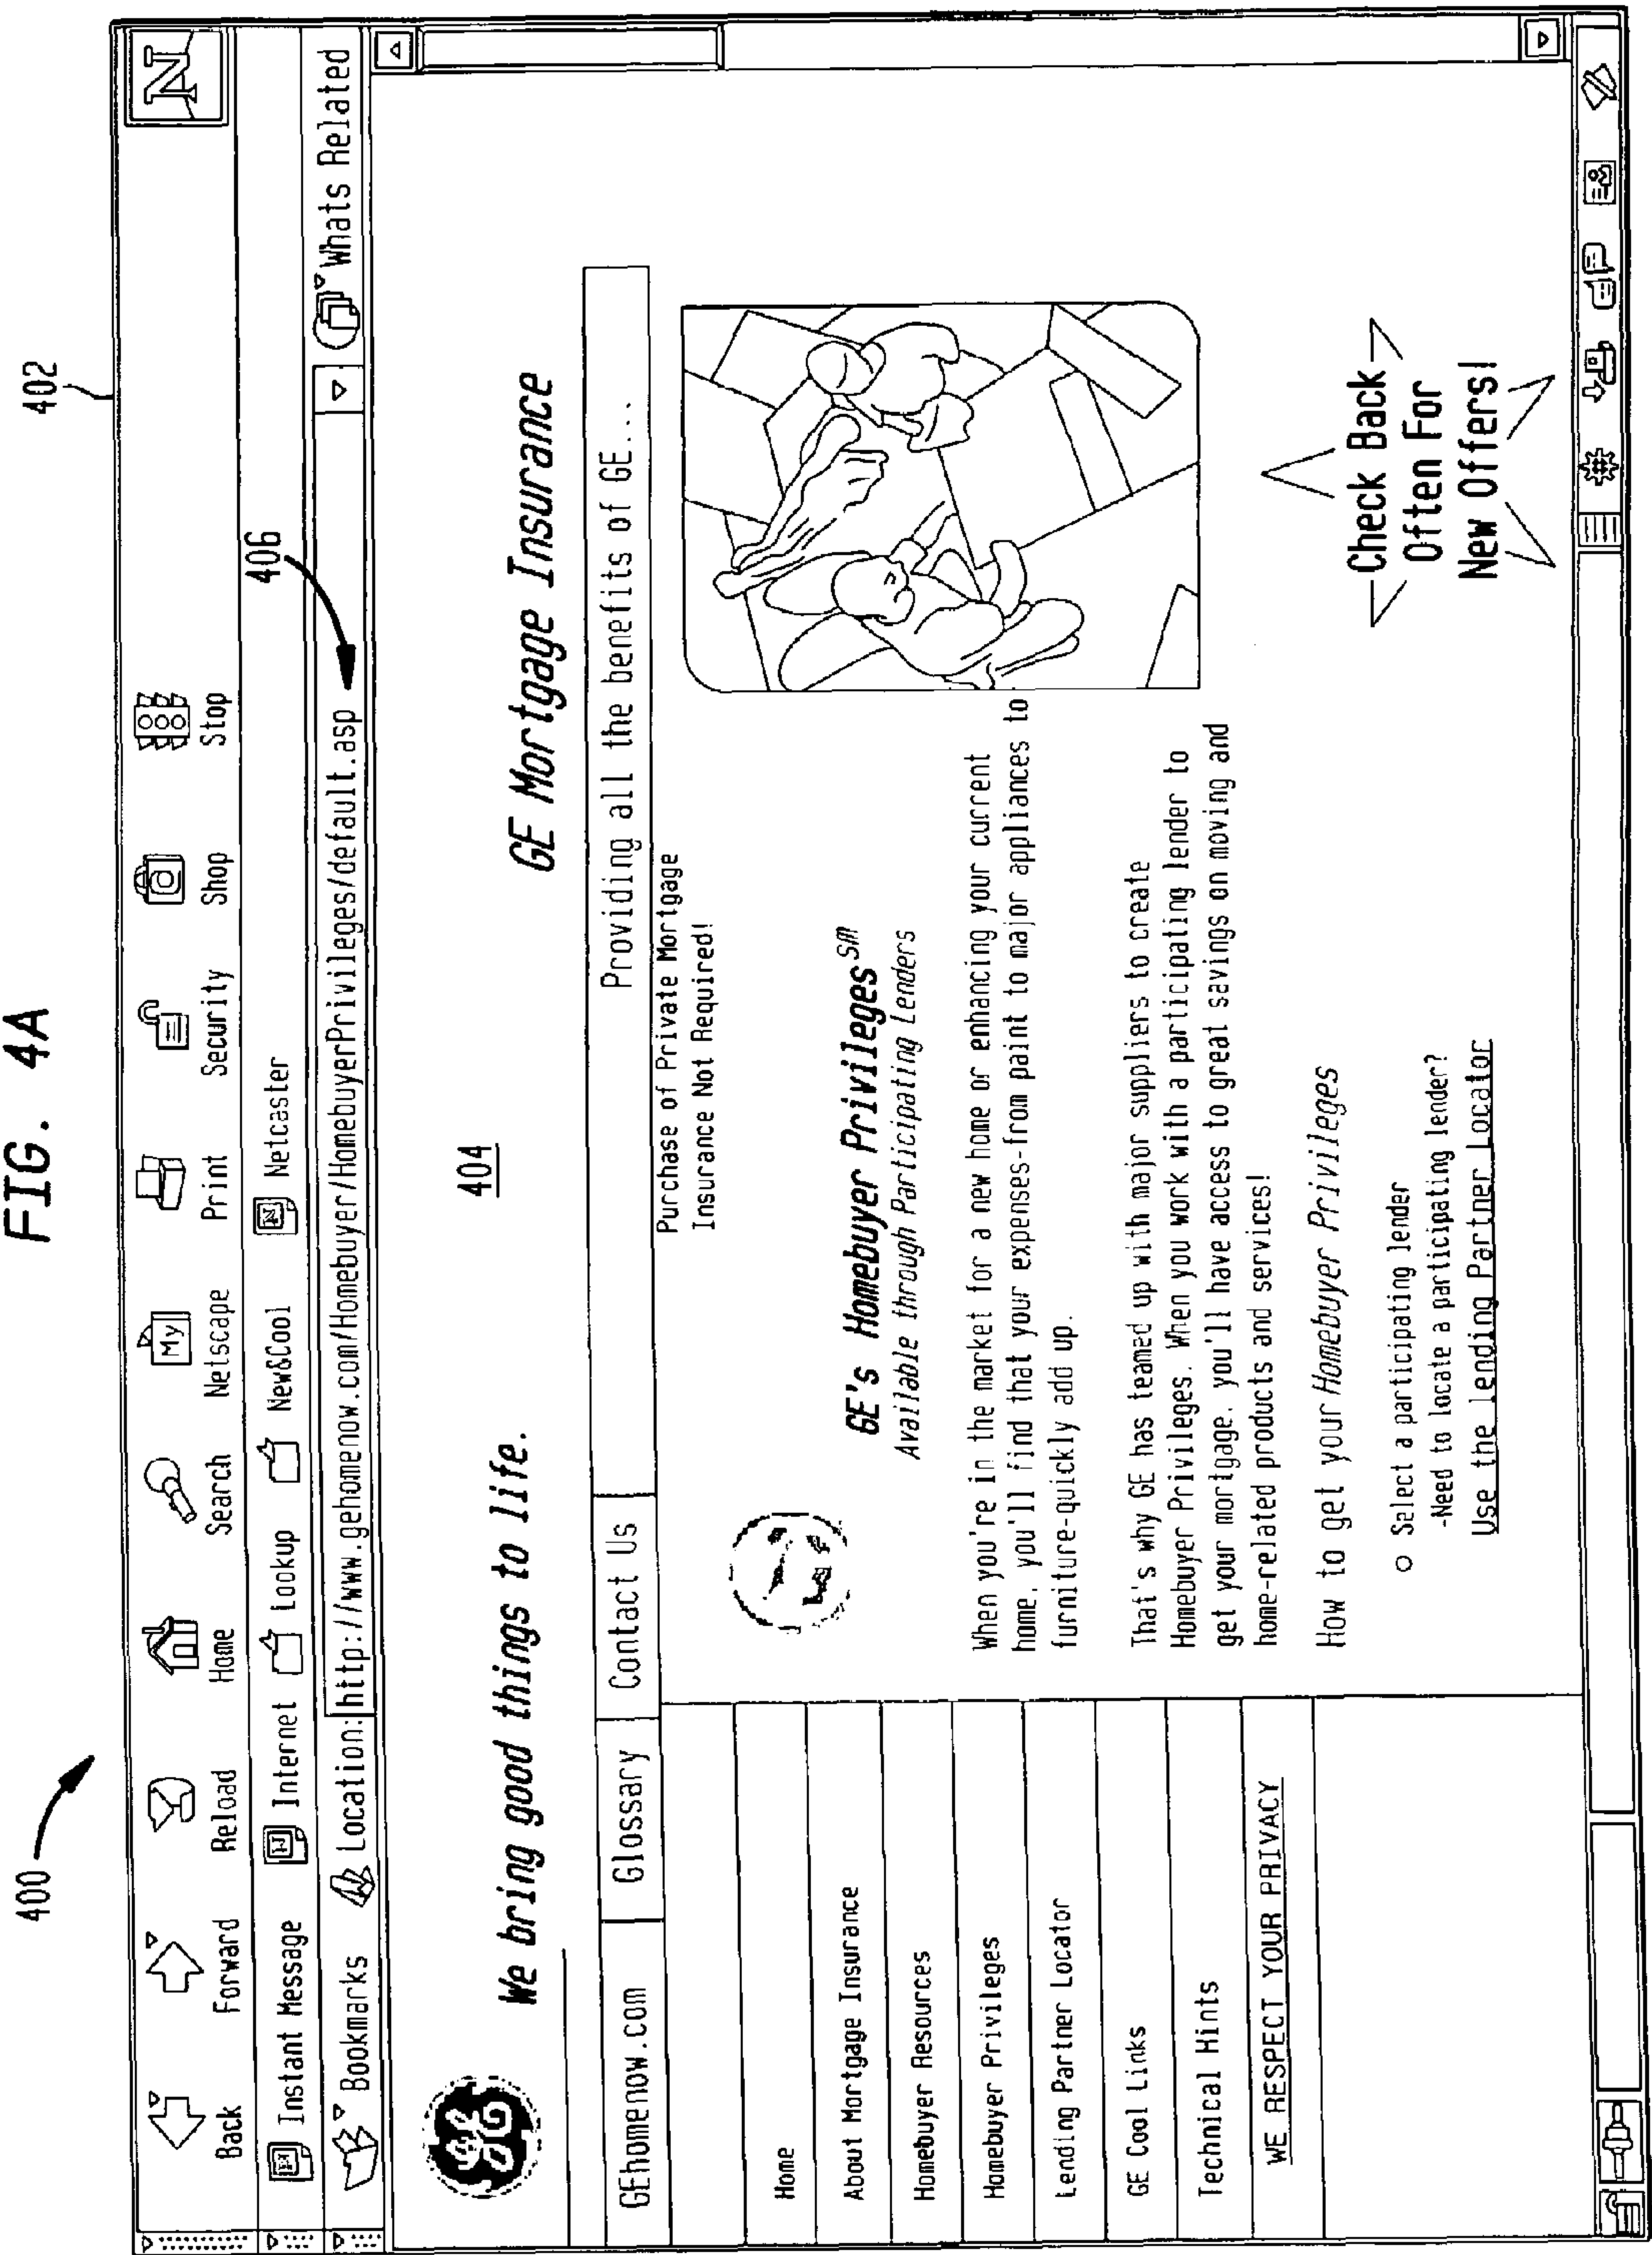 FIG. 4A
400
402
Back Forward Reload Home Search Netscape Print Security Shop Stop
My
N
Instant Message Internet Lookup New&Cool Netcaster
406
Bookmarks Location: http://www.gehomenow.com/Homebuyer/HomebuyerPrivileges/default.asp Whats Related
404
We bring good things to life.
GE Mortgage Insurance
GEhomenow.com Glossary Contact Us Providing all the benefits of GE...
Purchase of Private Mortgage
Insurance Not Required!
Home
About Mortgage Insurance
Homebuyer Resources
Homebuyer Privileges
Lending Partner Locator
GE Cool Links
Technical Hints
WE RESPECT YOUR PRIVACY
GE's Homebuyer Privileges SM
Available through Participating Lenders
When you're in the market for a new home or enhancing your current
home, you'll find that your expenses-from paint to major appliances to
furniture-quickly add up.
That's why GE has teamed up with major suppliers to create
Homebuyer Privileges. When you work with a participating lender to
get your mortgage, you'll have access to great savings on moving and
home-related products and services!
How to get your Homebuyer Privileges
Select a participating lender
-Need to locate a participating lender?
Use the Lending Partner Locator
Check Back
Often For
New Offers!